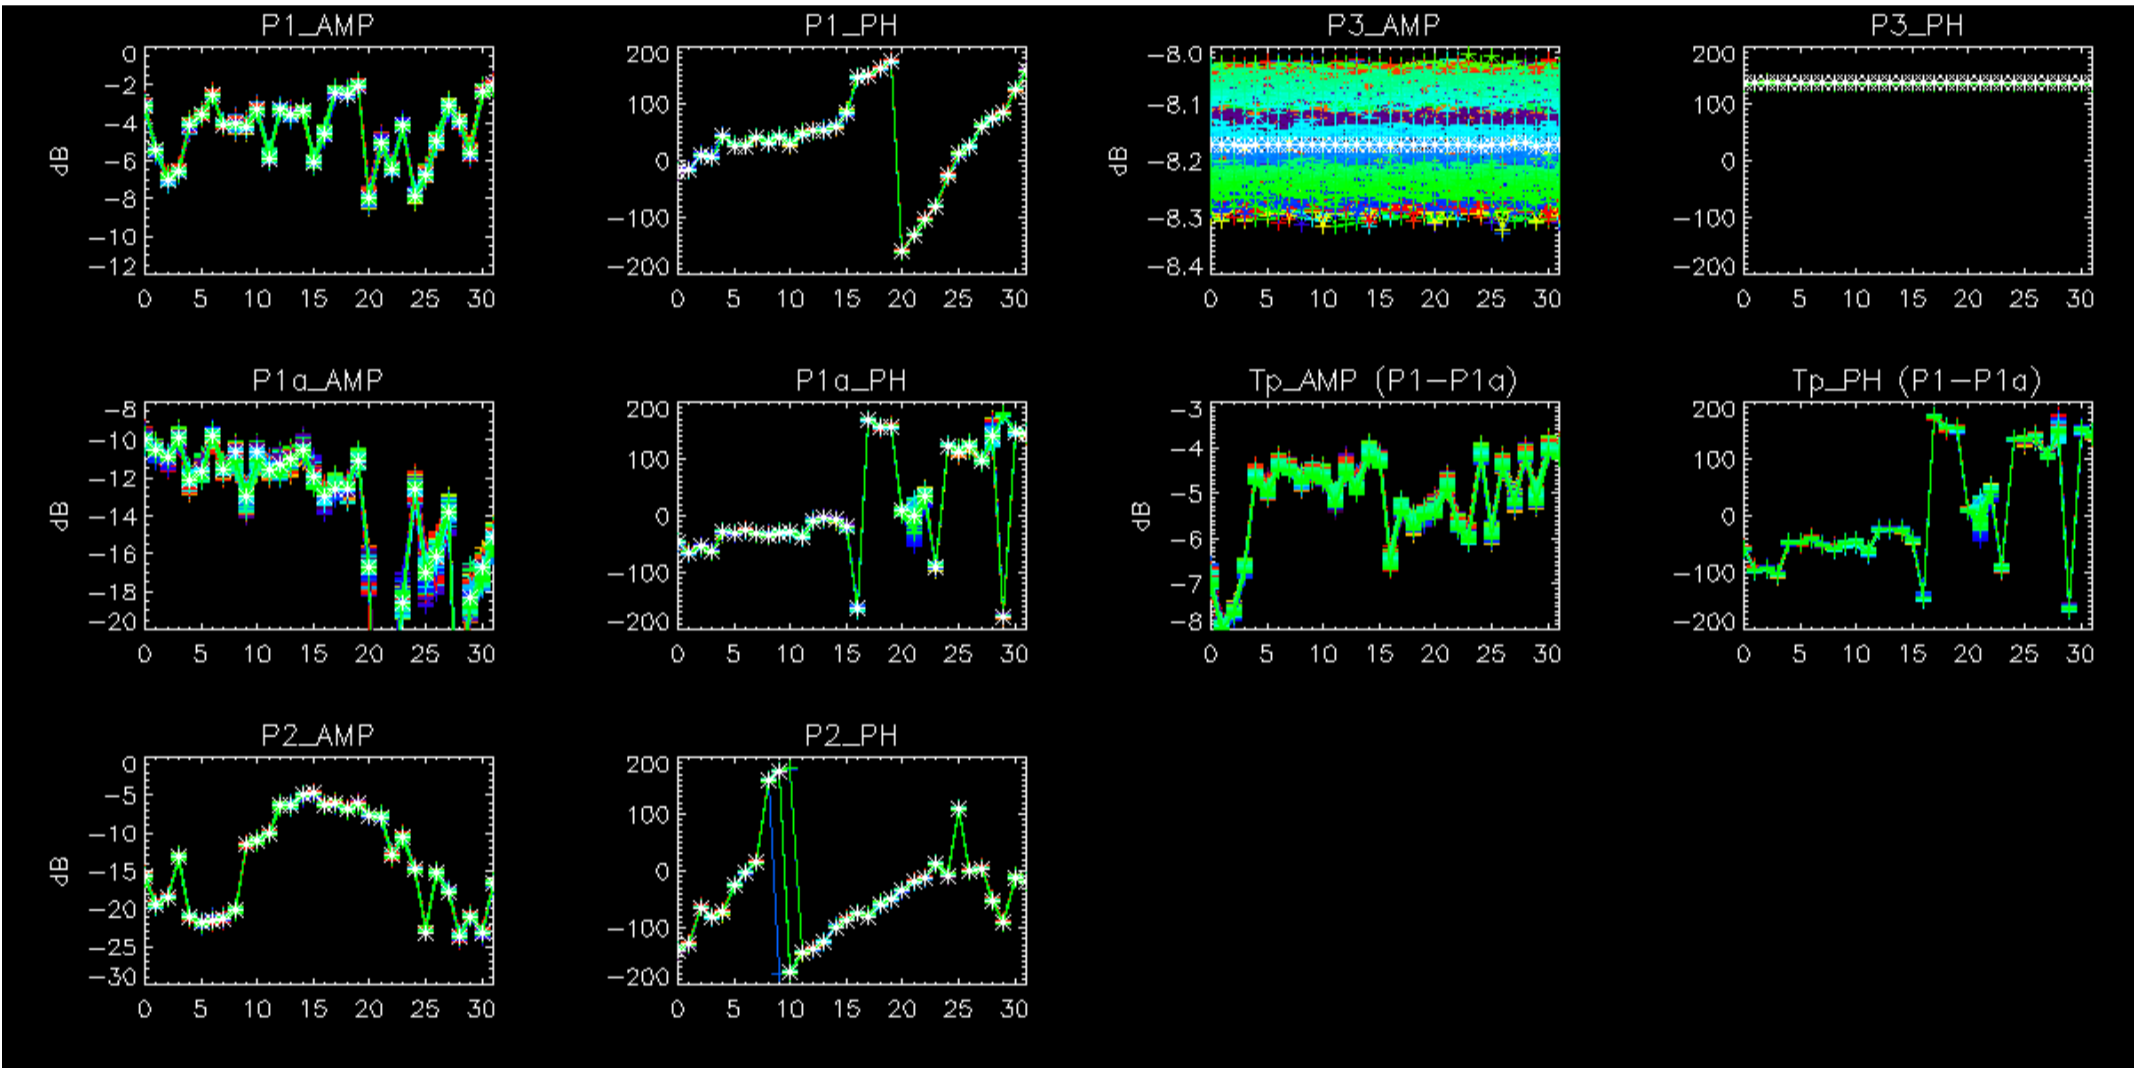 P1_AMP
0
-2
-4
-6
-8
-10
-12
dB
0 5 10 15 20 25 30
P1_PH
200
100
0
-100
-200
0 5 10 15 20 25 30
P3_AMP
-8.0
-8.1
-8.2
-8.3
-8.4
dB
0 5 10 15 20 25 30
P3_PH
200
100
0
-100
-200
0 5 10 15 20 25 30
P1a_AMP
-8
-10
-12
-14
-16
-18
-20
dB
0 5 10 15 20 25 30
P1a_PH
200
100
0
-100
-200
0 5 10 15 20 25 30
Tp_AMP (P1-P1a)
-3
-4
-5
-6
-7
-8
dB
0 5 10 15 20 25 30
Tp_PH (P1-P1a)
200
100
0
-100
-200
0 5 10 15 20 25 30
P2_AMP
0
-5
-10
-15
-20
-25
-30
dB
0 5 10 15 20 25 30
P2_PH
200
100
0
-100
-200
0 5 10 15 20 25 30